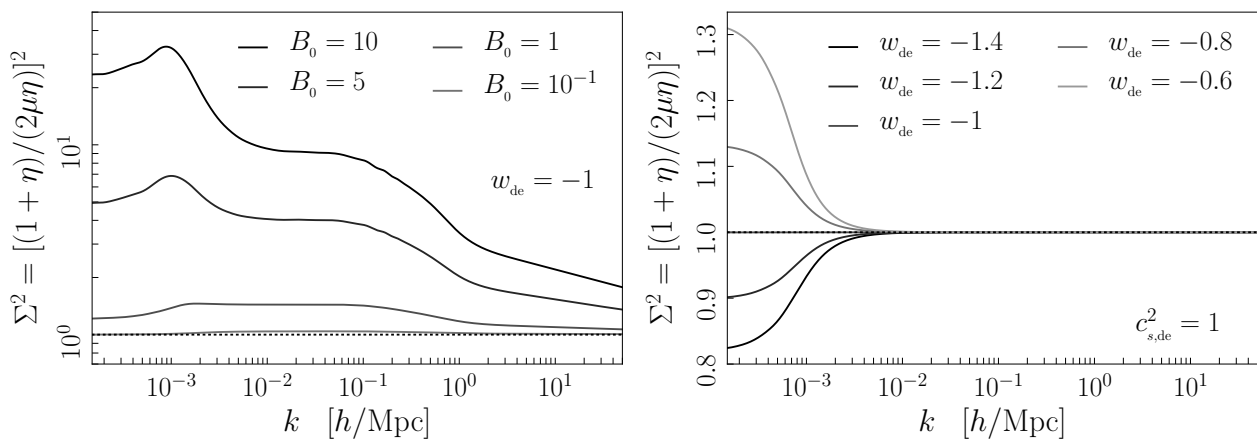 Σ² = [(1 + η)/(2μη)]²
10¹
10⁰
B₀ = 10
B₀ = 5
B₀ = 1
B₀ = 10⁻¹
w_de = −1
10⁻³ 10⁻² 10⁻¹ 10⁰ 10¹
k [h/Mpc]
Σ² = [(1 + η)/(2μη)]²
1.3
1.2
1.1
1.0
0.9
0.8
w_de = −1.4
w_de = −1.2
w_de = −1
w_de = −0.8
w_de = −0.6
c²_s,de = 1
10⁻³ 10⁻² 10⁻¹ 10⁰ 10¹
k [h/Mpc]